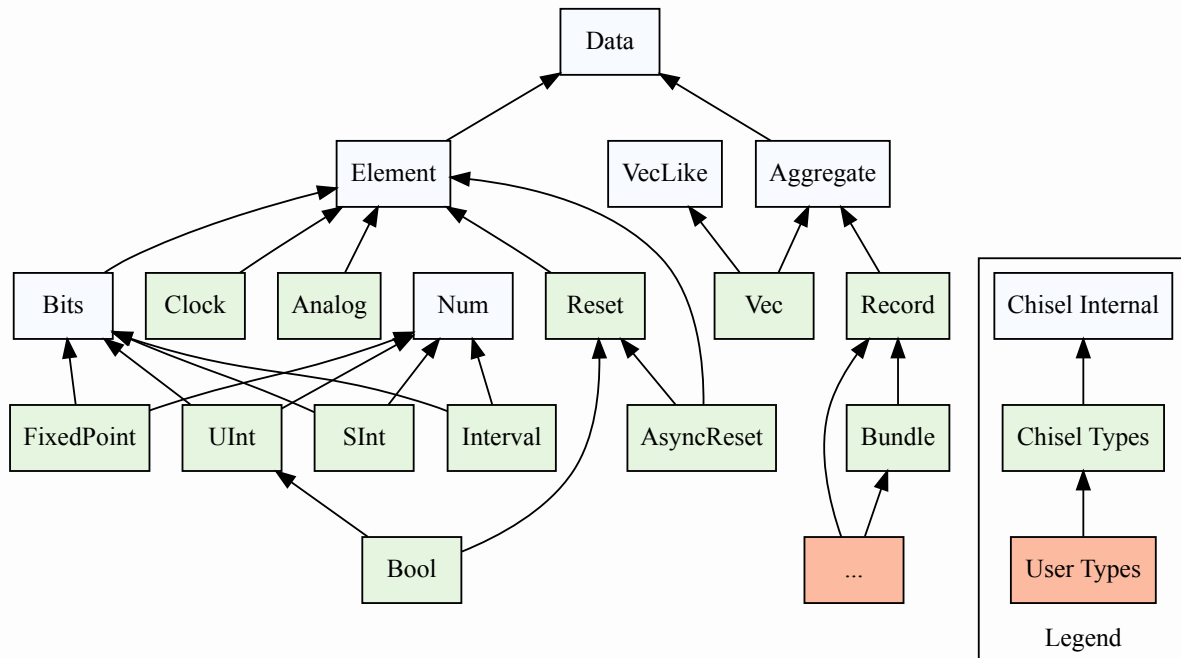 Data
Element
VecLike
Aggregate
Bits
Clock
Analog
Num
Reset
Vec
Record
Chisel Internal
FixedPoint
UInt
SInt
Interval
AsyncReset
Bundle
Chisel Types
Bool
...
User Types
Legend